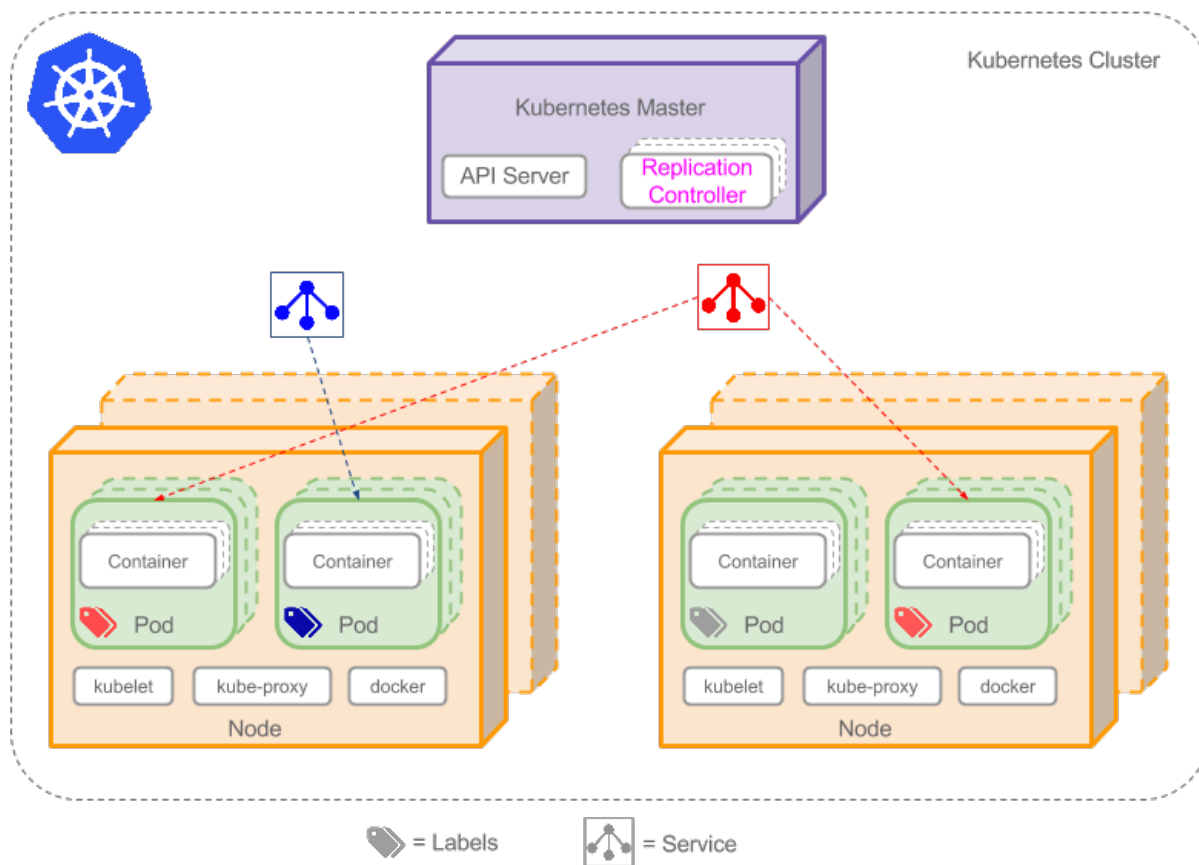 Kubernetes Cluster
Kubernetes Master
API Server
Replication
Controller
Container
Container
Container
Container
Pod
Pod
Pod
Pod
kubelet
kube-proxy
docker
kubelet
kube-proxy
docker
Node
Node
= Labels
= Service